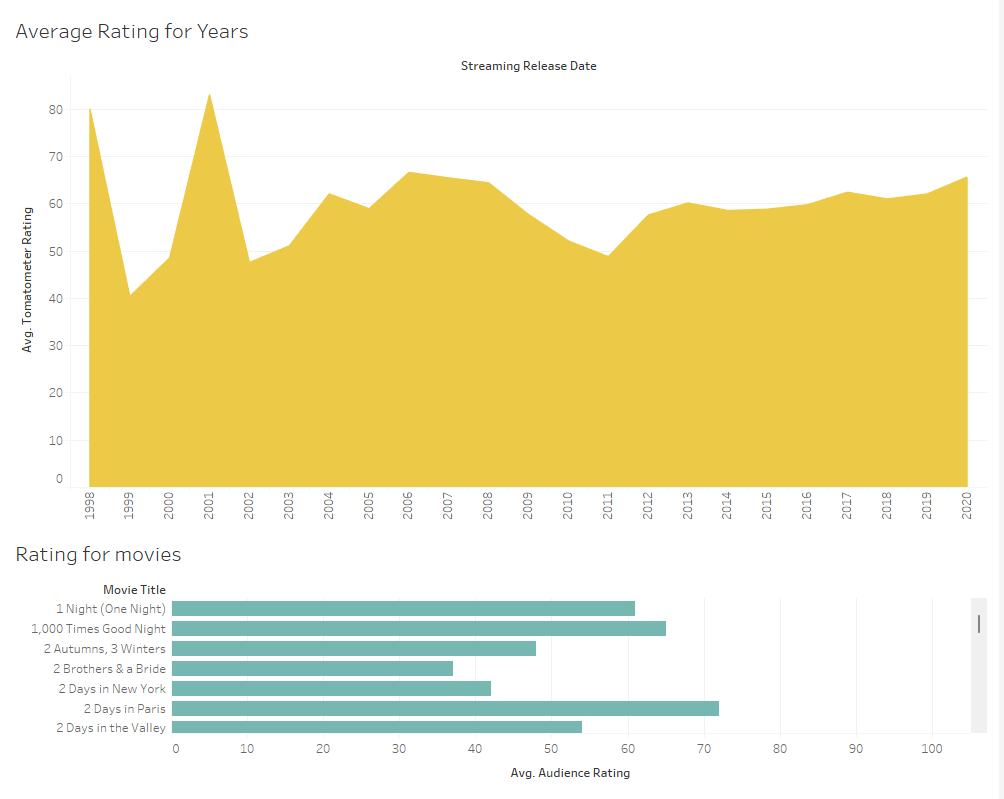 Average Rating for Years
Streaming Release Date
Avg. Tomatometer Rating
80
70
60
50
40
30
20
10
0
1998 1999 2000 2001 2002 2003 2004 2005 2006 2007 2008 2009 2010 2011 2012 2013 2014 2015 2016 2017 2018 2019 2020
Rating for movies
Movie Title
1 Night (One Night)
1,000 Times Good Night
2 Autumns, 3 Winters
2 Brothers & a Bride
2 Days in New York
2 Days in Paris
2 Days in the Valley
0 10 20 30 40 50 60 70 80 90 100
Avg. Audience Rating